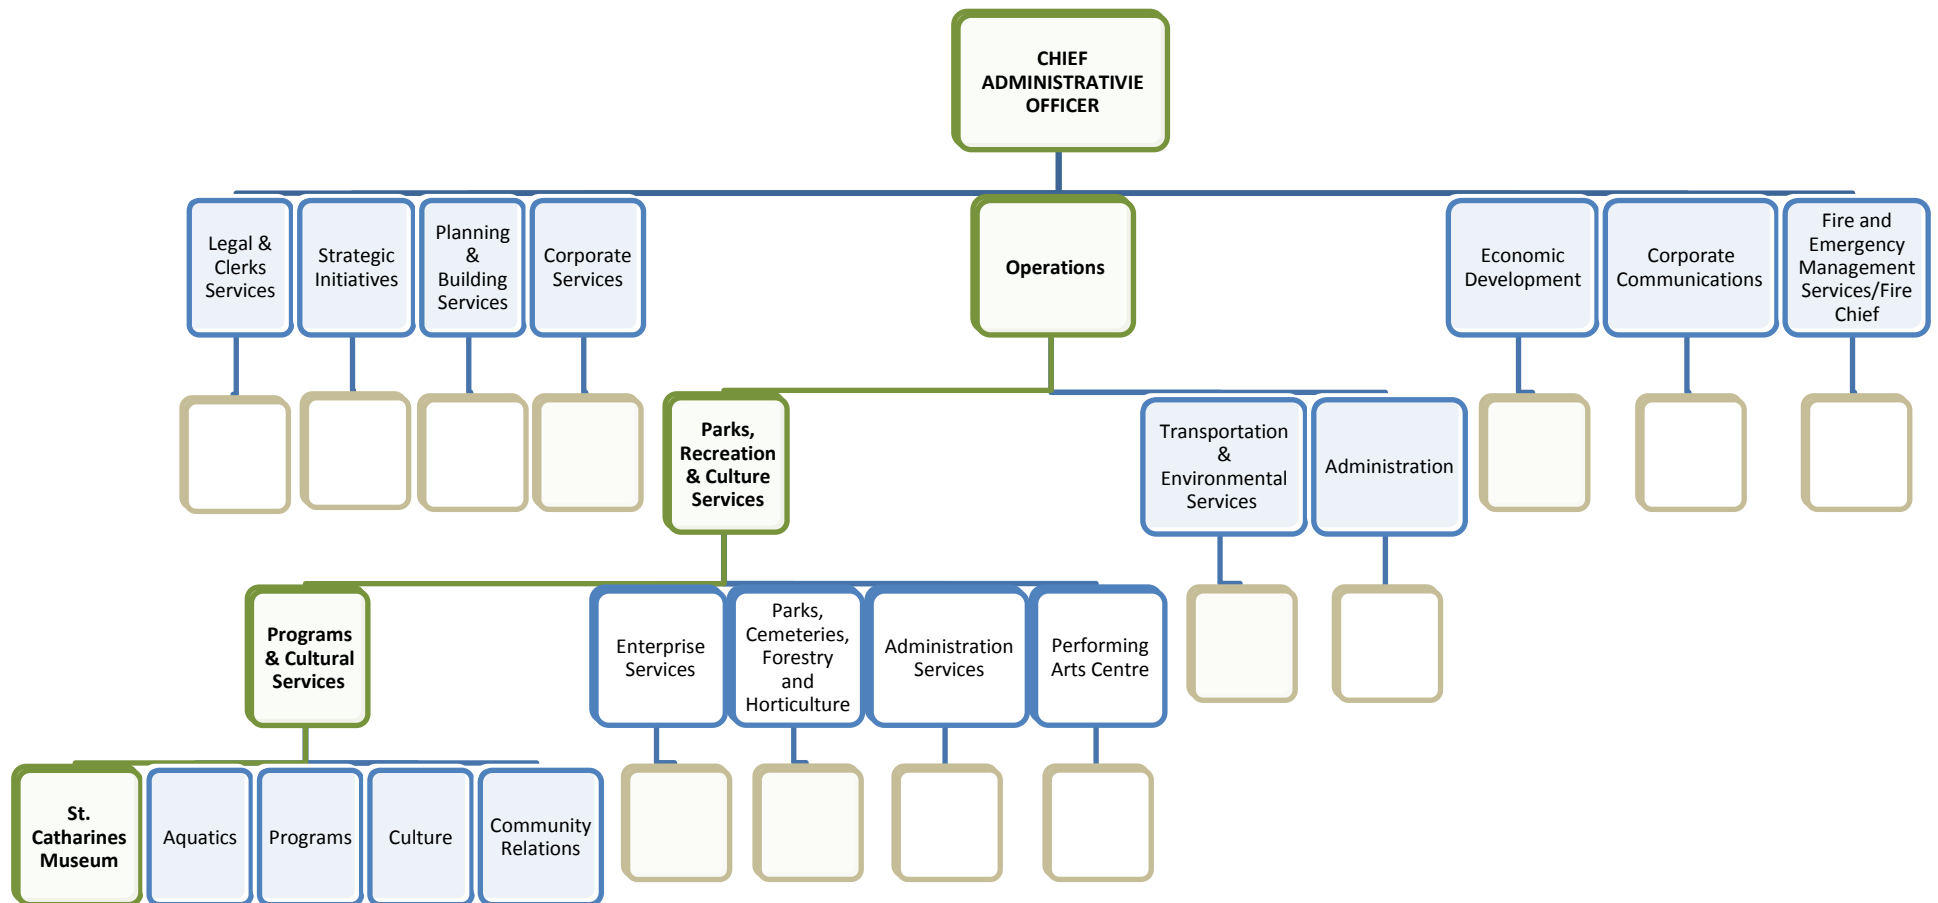 CHIEF
ADMINISTRATIVIE
OFFICER
Legal &
Clerks
Services
Strategic
Initiatives
Planning
&
Building
Services
Corporate
Services
Operations
Economic
Development
Corporate
Communications
Fire and
Emergency
Management
Services/Fire
Chief
Parks,
Recreation
& Culture
Services
Transportation
&
Environmental
Services
Administration
Programs
& Cultural
Services
Enterprise
Services
Parks,
Cemeteries,
Forestry
and
Horticulture
Administration
Services
Performing
Arts Centre
St.
Catharines
Museum
Aquatics
Programs
Culture
Community
Relations